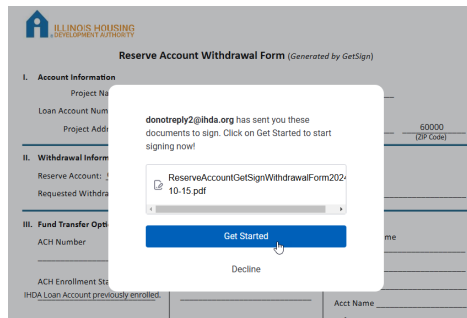 ILLINOIS HOUSING
DEVELOPMENT AUTHORITY
Reserve Account Withdrawal Form (Generated by GetSign)
I. Account Information
Project Na
Loan Account Num
Project Addr
60000
(ZIP Code)
II. Withdrawal Inform
Reserve Account:
Requested Withdra
III. Fund Transfer Opti
ACH Number
me
ACH Enrollment Sta
IHDA Loan Account previously enrolled.
Acct Name
donotreply2@ihda.org has sent you these
documents to sign. Click on Get Started to start
signing now!
ReserveAccountGetSignWithdrawalForm2024
10-15.pdf
Get Started
Decline